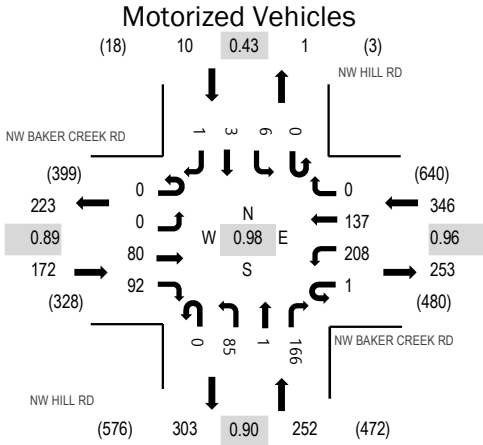 Motorized Vehicles
(18) 10 0.43 1 (3)
NW HILL RD
NW BAKER CREEK RD
1 3 6 0
(399) (640)
0 0
223 346
0 137
N
0.89 W 0.98 E 0.96
80 208
S
172 253
92 1
(328) (480)
0 85 1 166
NW BAKER CREEK RD
NW HILL RD
(576) 303 0.90 252 (472)